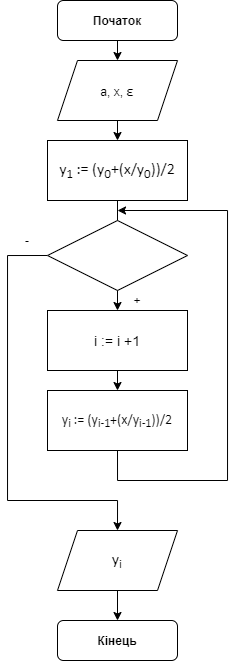 Початок
a, x, ε
y₁ := (y₀+(x/y₀))/2
-
+
i := i +1
yᵢ := (yᵢ₋₁+(x/yᵢ₋₁))/2
yᵢ
Кінець